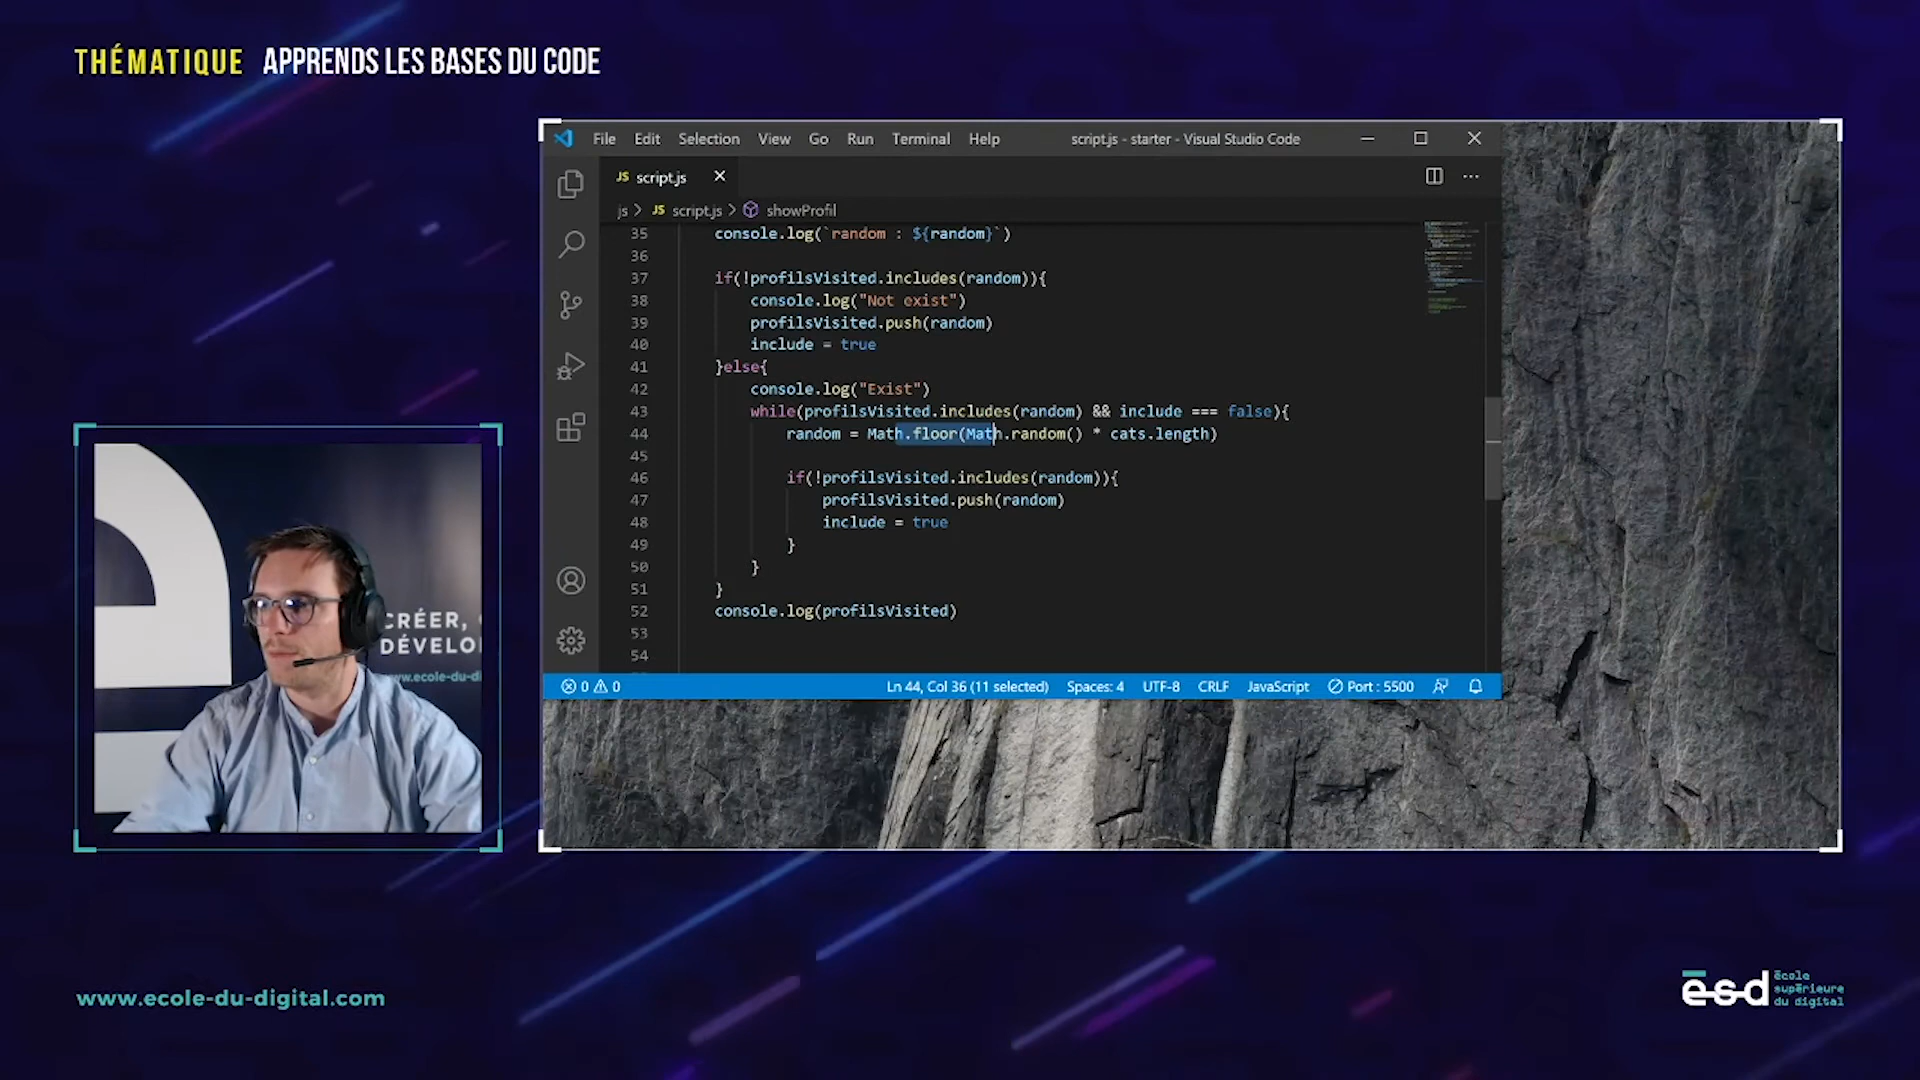 THÉMATIQUE APPRENDS LES BASES DU CODE
File Edit Selection View Go Run Terminal Help script.js - starter - Visual Studio Code
JS script.js
js > JS script.js > showProfil
35 console.log(`random : ${random}`)
36
37 if(!profilsVisited.includes(random)){
38 console.log("Not exist")
39 profilsVisited.push(random)
40 include = true
41 }else{
42 console.log("Exist")
43 while(profilsVisited.includes(random) && include === false){
44 random = Math.floor(Math.random() * cats.length)
45
46 if(!profilsVisited.includes(random)){
47 profilsVisited.push(random)
48 include = true
49 }
50 }
51 }
52 console.log(profilsVisited)
53
54
0 0 Ln 44, Col 36 (11 selected) Spaces: 4 UTF-8 CRLF JavaScript Port : 5500
CRÉER,
DÉVELO
www.ecole-du-di
www.ecole-du-digital.com
esd école
supérieure
du digital